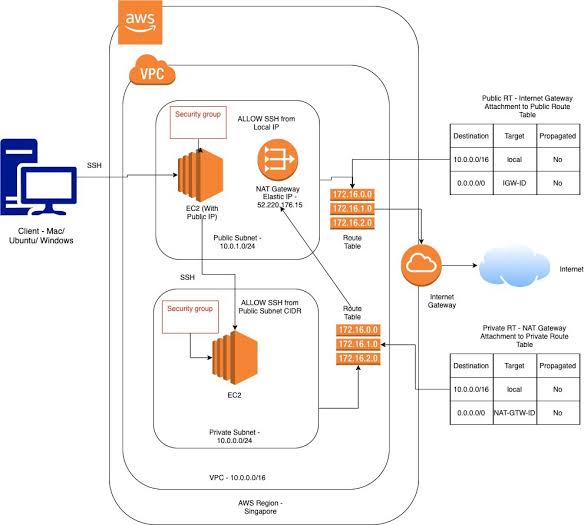 aws
VPC
Security group
ALLOW SSH from
Local IP
SSH
EC2 (With
Public IP)
NAT Gateway
Elastic IP -
52.220.176.15
Public Subnet -
10.0.1.0/24
172.16.0.0
172.16.1.0
172.16.2.0
Route
Table
Client - Mac/
Ubuntu/ Windows
Public RT - Internet Gateway
Attachment to Public Route
Table
Destination Target Propagated
10.0.0.0/16 local No
0.0.0.0/0 IGW-ID No
Internet
Gateway
Internet
SSH
Security group
ALLOW SSH from
Public Subnet CIDR
EC2
Private Subnet -
10.0.0.0/24
Route
Table
172.16.0.0
172.16.1.0
172.16.2.0
Private RT - NAT Gateway
Attachment to Private Route
Table
Destination Target Propagated
10.0.0.0/16 local No
0.0.0.0/0 NAT-GTW-ID No
VPC - 10.0.0.0/16
AWS Region -
Singapore